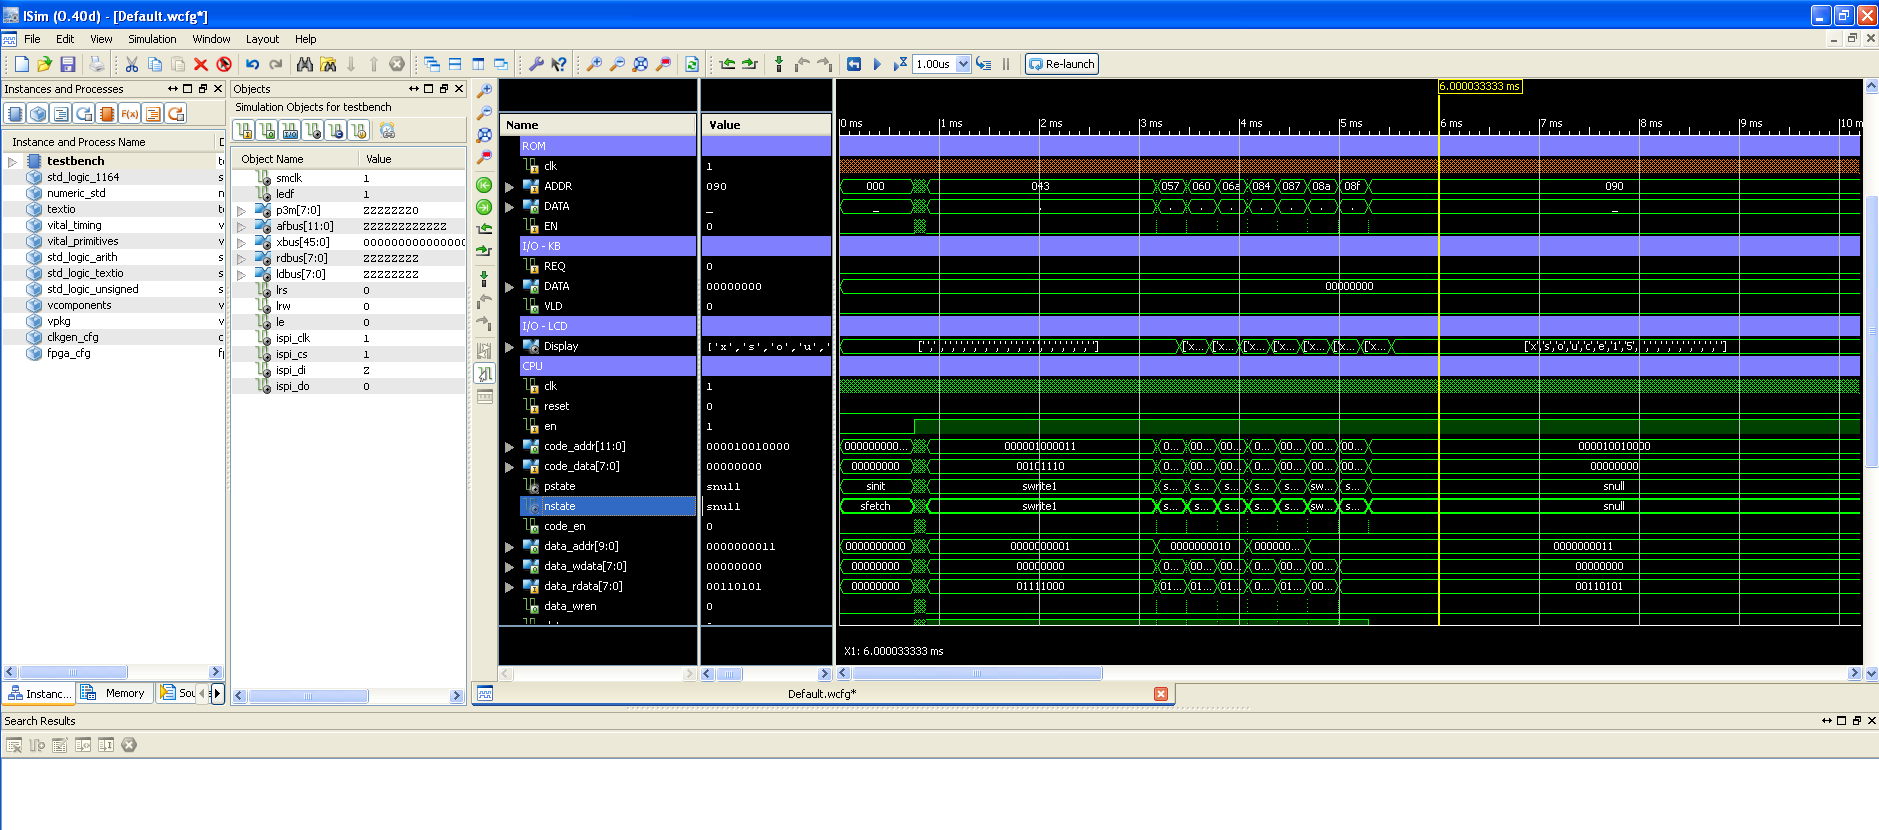 ISim (O.40d) - [Default.wcfg*]
File Edit View Simulation Window Layout Help
1.00us Re-launch
Instances and Processes
Instance and Process Name
testbench
std_logic_1164
numeric_std
textio
vital_timing
vital_primitives
std_logic_arith
std_logic_textio
std_logic_unsigned
vcomponents
vpkg
clkgen_cfg
fpga_cfg
Instanc... Memory Sou
Objects
Simulation Objects for testbench
Object Name Value
smclk 1
ledf 1
p3m[7:0] ZZZZZZZ0
afbus[11:0] ZZZZZZZZZZZZ
xbus[45:0] 0000000000000000
rdbus[7:0] ZZZZZZZZ
ldbus[7:0] ZZZZZZZZ
lrs 0
lrw 0
le 0
ispi_clk 1
ispi_cs 1
ispi_di Z
ispi_do 0
6.000033333 ms
Name Value 0 ms 1 ms 2 ms 3 ms 4 ms 5 ms 6 ms 7 ms 8 ms 9 ms 10 m
ROM
clk 1
ADDR 090 000 043 057 060 06a 084 087 08a 08f 090
DATA _ _ . . . . . . . . _
EN 0
I/O - KB
REQ 0
DATA 00000000 00000000
VLD 0
I/O - LCD
Display ['x','s','o','u',' [',',',',',',',',',',',',',',',','] ['x... ['x... ['x... ['x... ['x... ['x... ['x... [x,s,o,u,c,e,1,5,',',',',',',',']
CPU
clk 1
reset 0
en 1
code_addr[11:0] 000010010000 000000000... 000001000011 0... 00... 00... 0... 00... 00... 00... 000010010000
code_data[7:0] 00000000 00000000 00101110 0... 00... 00... 0... 00... 00... 00... 00000000
pstate snull sinit swrite1 s... s... s... s... s... sw... s... snull
nstate snull sfetch swrite1 s... s... s... s... s... sw... s... snull
code_en 0
data_addr[9:0] 0000000011 0000000000 0000000001 0000000010 000000... 0000000011
data_wdata[7:0] 00000000 00000000 00000000 0... 00... 00... 0... 00... 00... 00... 00000000
data_rdata[7:0] 00110101 00000000 01111000 01... 01... 01... 0... 01... 00... 00110101
data_wren 0
X1: 6.000033333 ms
Default.wcfg*
Search Results